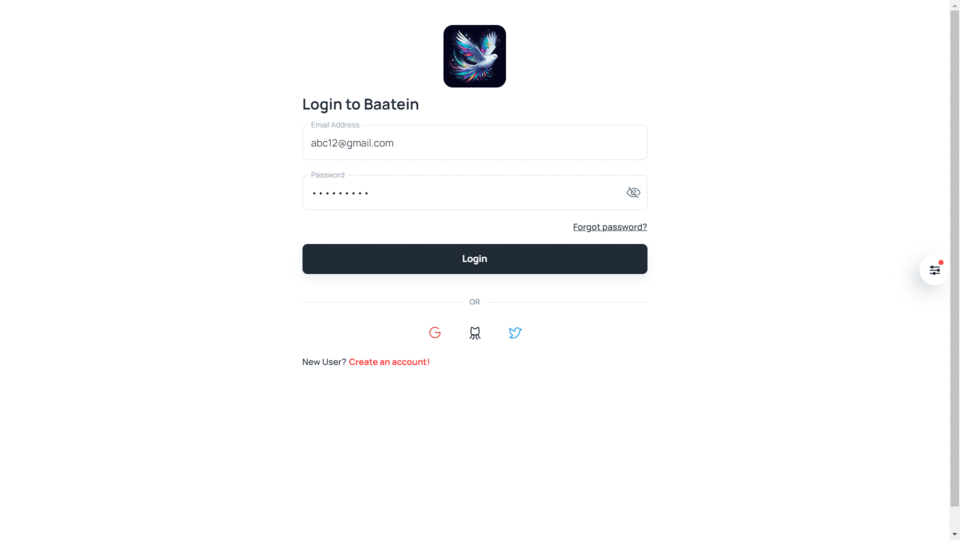 Login to Baatein
Email Address
abc12@gmail.com
Password
•••••••••
Forgot password?
Login
OR
New User? Create an account!